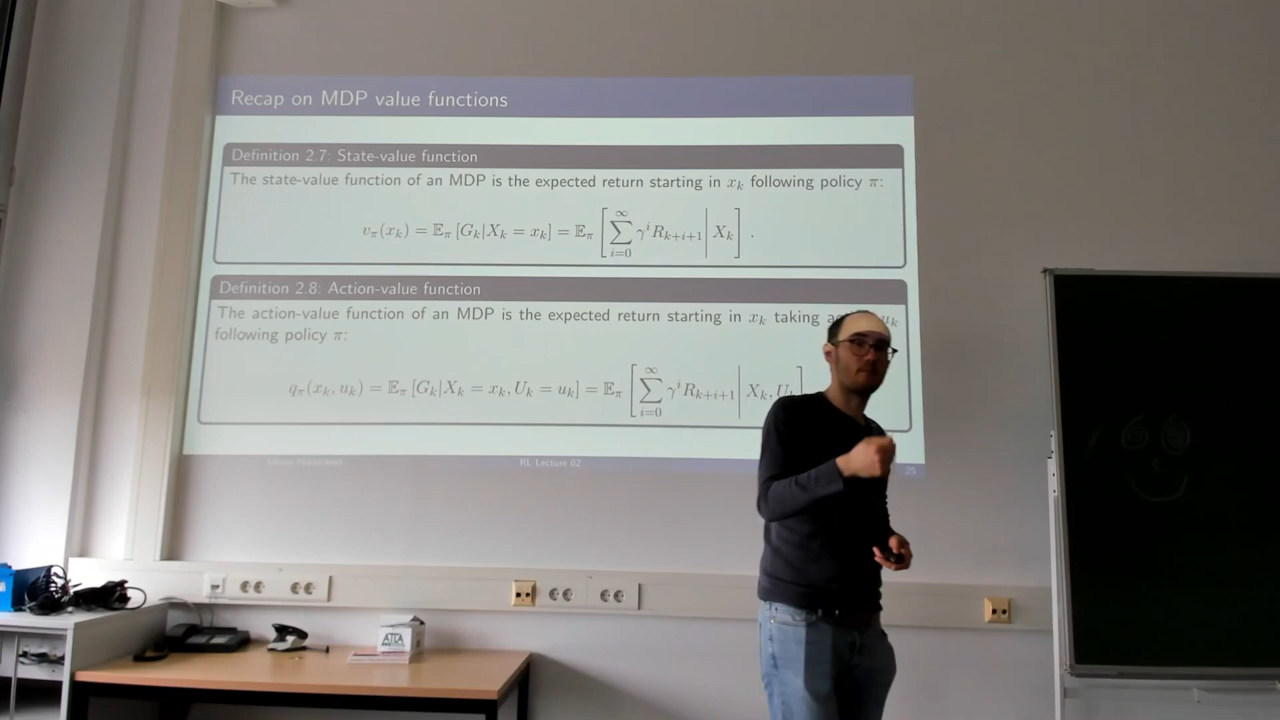 Recap on MDP value functions
Definition 2.7: State-value function
The state-value function of an MDP is the expected return starting in x_k following policy π:
v_π(x_k) = 𝔼_π [G_k|X_k = x_k] = 𝔼_π [∑_{i=0}^{∞} γ^i R_{k+i+1} | X_k] .
Definition 2.8: Action-value function
The action-value function of an MDP is the expected return starting in x_k taking u_k
following policy π:
q_π(x_k, u_k) = 𝔼_π [G_k|X_k = x_k, U_k = u_k] = 𝔼_π [∑_{i=0}^{∞} γ^i R_{k+i+1} | X_k, U_k]
RL Lecture 02
25
ATLA